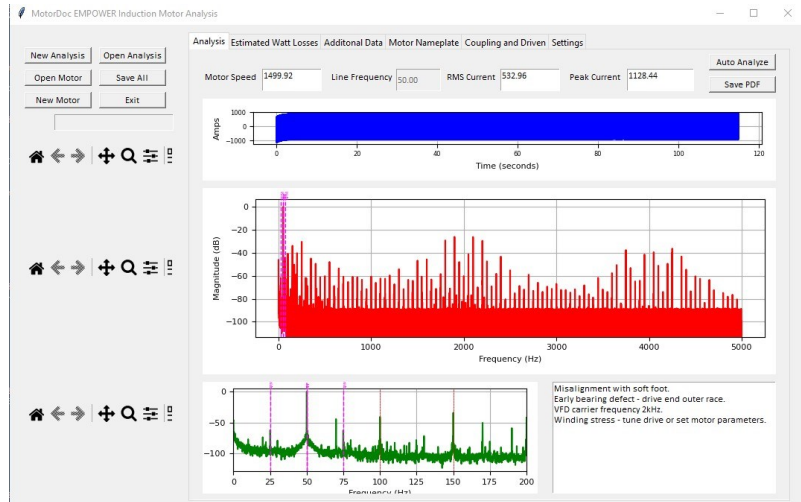 MotorDoc EMPOWER Induction Motor Analysis
New Analysis
Open Analysis
Open Motor
Save All
New Motor
Exit
Analysis Estimated Watt Losses Additonal Data Motor Nameplate Coupling and Driven Settings
Motor Speed 1499.92 Line Frequency 50.00 RMS Current 532.96 Peak Current 1128.44
Auto Analyze
Save PDF
Amps
1000
0
−1000
0 20 40 60 80 100 120
Time (seconds)
Magnitude (dB)
0
−20
−40
−60
−80
−100
0 1000 2000 3000 4000 5000
Frequency (Hz)
0
−50
−100
0 25 50 75 100 125 150 175 200
Frequency (Hz)
Misalignment with soft foot.
Early bearing defect - drive end outer race.
VFD carrier frequency 2kHz.
Winding stress - tune drive or set motor parameters.